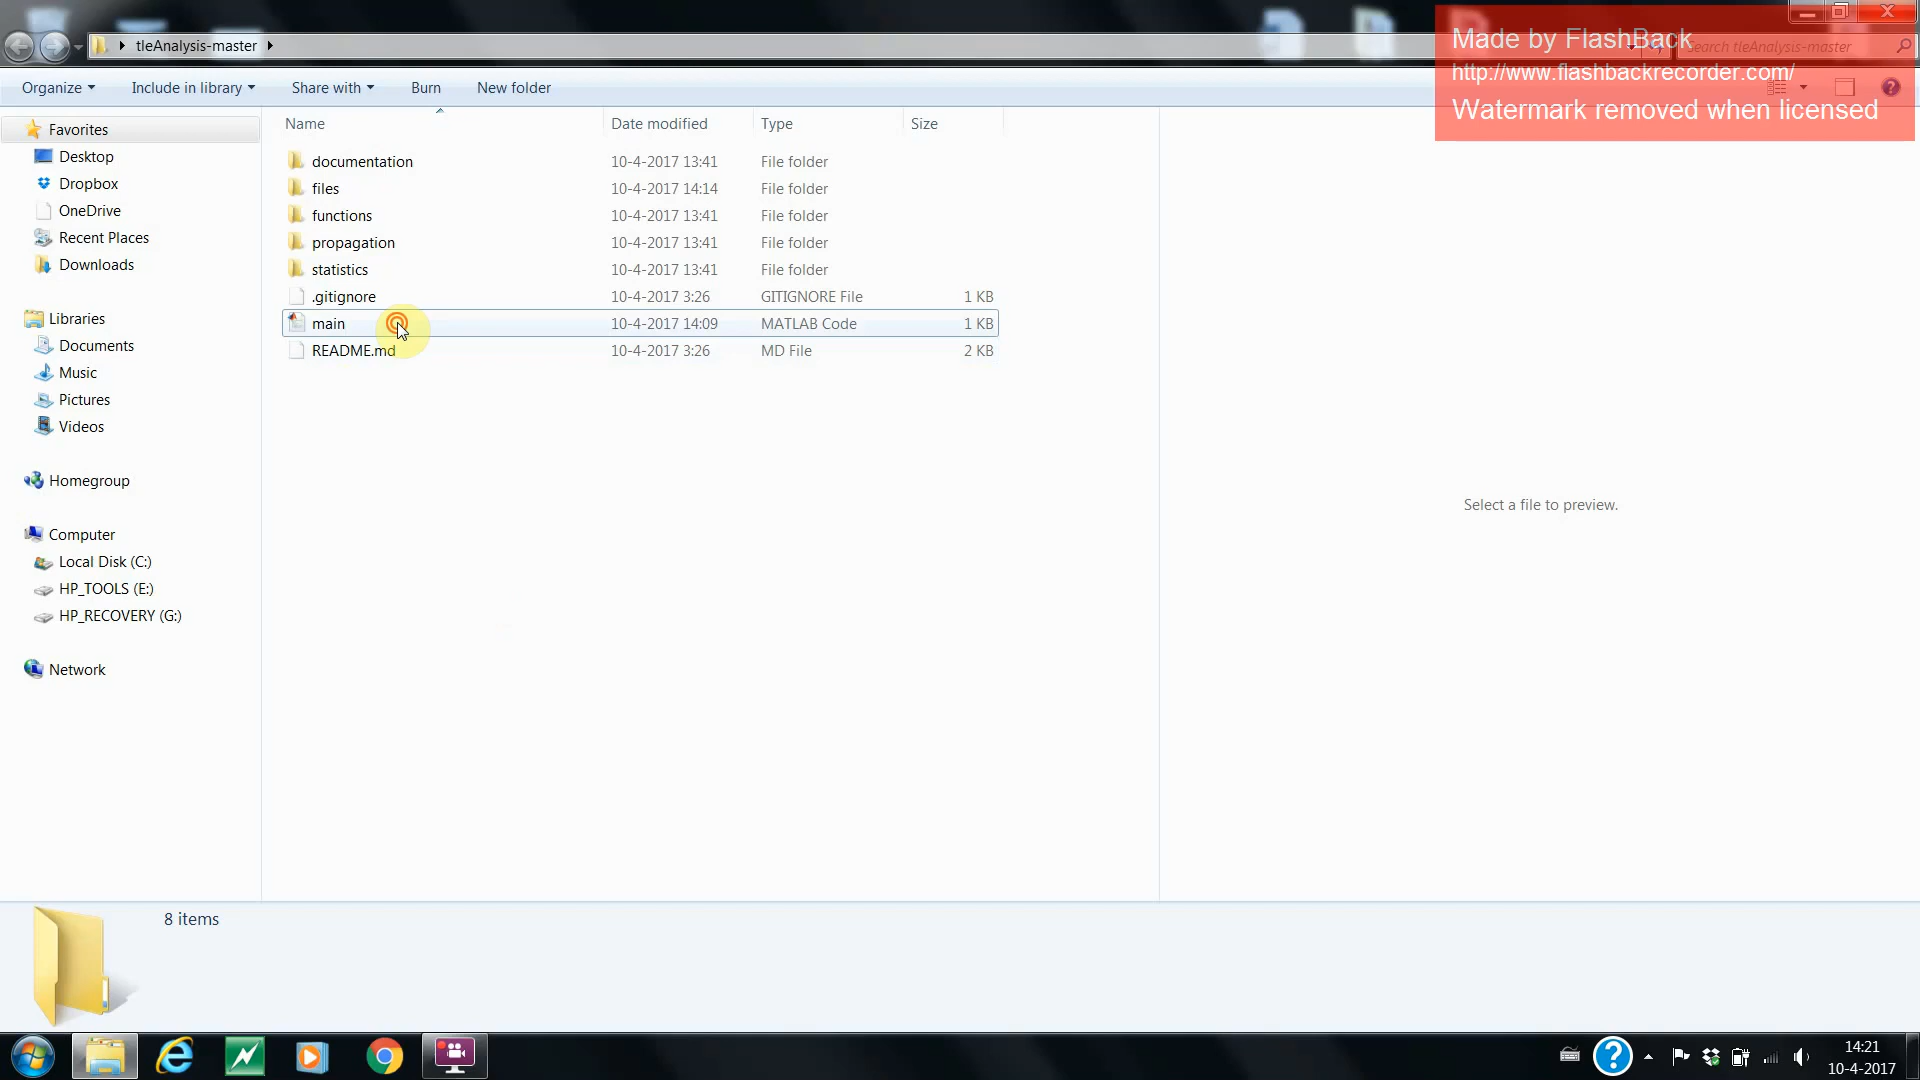 tleAnalysis-master
Search tleAnalysis-master
Made by FlashBack
http://www.flashbackrecorder.com/
Watermark removed when licensed
Organize
Include in library
Share with
Burn
New folder
Name
Date modified
Type
Size
documentation 10-4-2017 13:41 File folder
files 10-4-2017 14:14 File folder
functions 10-4-2017 13:41 File folder
propagation 10-4-2017 13:41 File folder
statistics 10-4-2017 13:41 File folder
.gitignore 10-4-2017 3:26 GITIGNORE File 1 KB
main 10-4-2017 14:09 MATLAB Code 1 KB
README.md 10-4-2017 3:26 MD File 2 KB
Favorites
Desktop
Dropbox
OneDrive
Recent Places
Downloads
Libraries
Documents
Music
Pictures
Videos
Homegroup
Computer
Local Disk (C:)
HP_TOOLS (E:)
HP_RECOVERY (G:)
Network
Select a file to preview.
8 items
14:21
10-4-2017